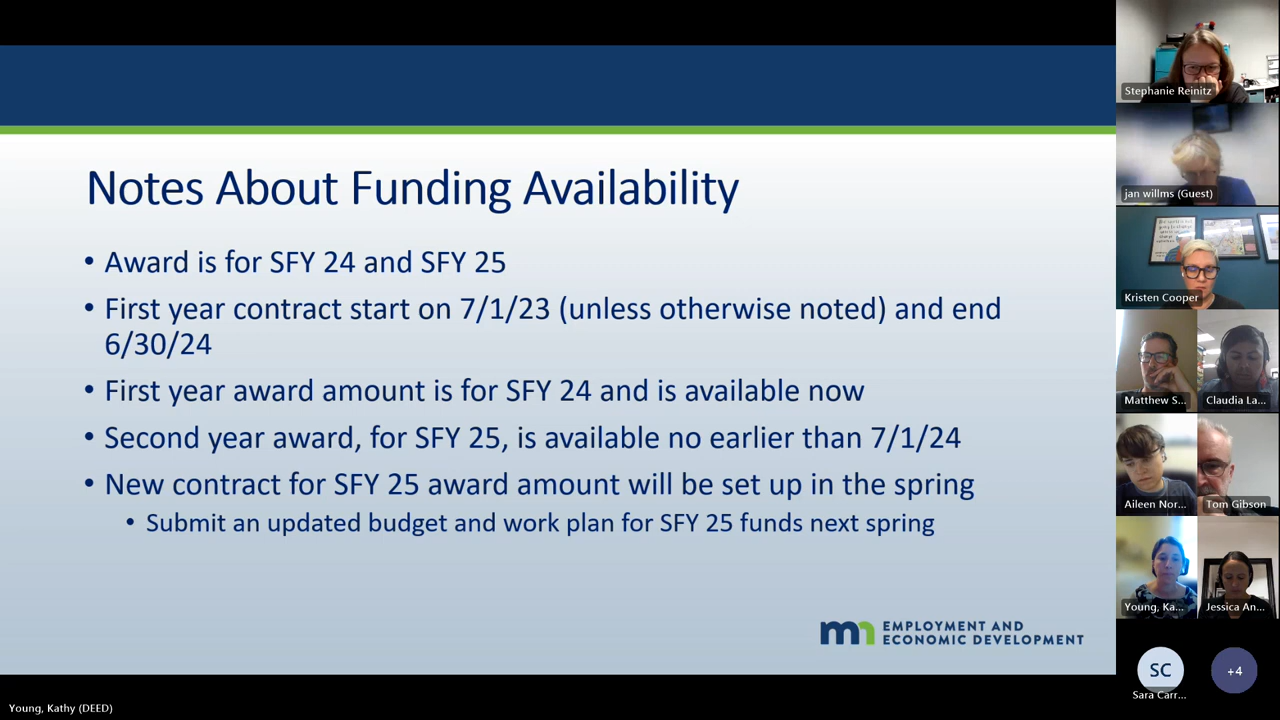 Notes About Funding Availability
• Award is for SFY 24 and SFY 25
• First year contract start on 7/1/23 (unless otherwise noted) and end
6/30/24
• First year award amount is for SFY 24 and is available now
• Second year award, for SFY 25, is available no earlier than 7/1/24
• New contract for SFY 25 award amount will be set up in the spring
• Submit an updated budget and work plan for SFY 25 funds next spring
mn EMPLOYMENT AND
ECONOMIC DEVELOPMENT
Young, Kathy (DEED)
Stephanie Reinitz
jan willms (Guest)
Kristen Cooper
Matthew S...
Claudia La...
Aileen Nor...
Tom Gibson
Young, Ka...
Jessica An...
SC
+4
Sara Carr...